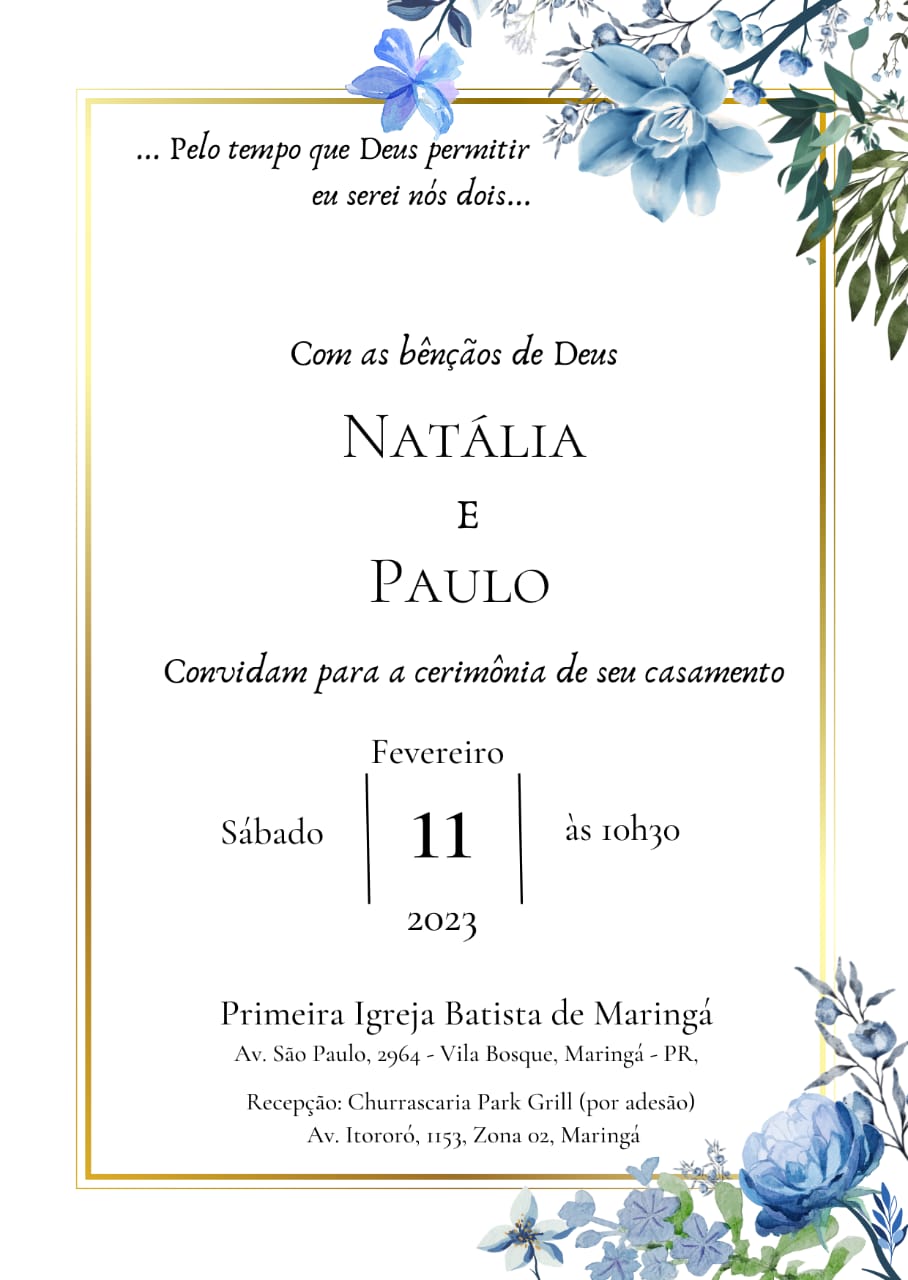 ... Pelo tempo que Deus permitir
eu serei nós dois...
Com as bênçãos de Deus
Natália
e
Paulo
Convidam para a cerimônia de seu casamento
Fevereiro
Sábado
11
às 10h30
2023
Primeira Igreja Batista de Maringá
Av. São Paulo, 2964 - Vila Bosque, Maringá - PR,
Recepção: Churrascaria Park Grill (por adesão)
Av. Itororó, 1153, Zona 02, Maringá